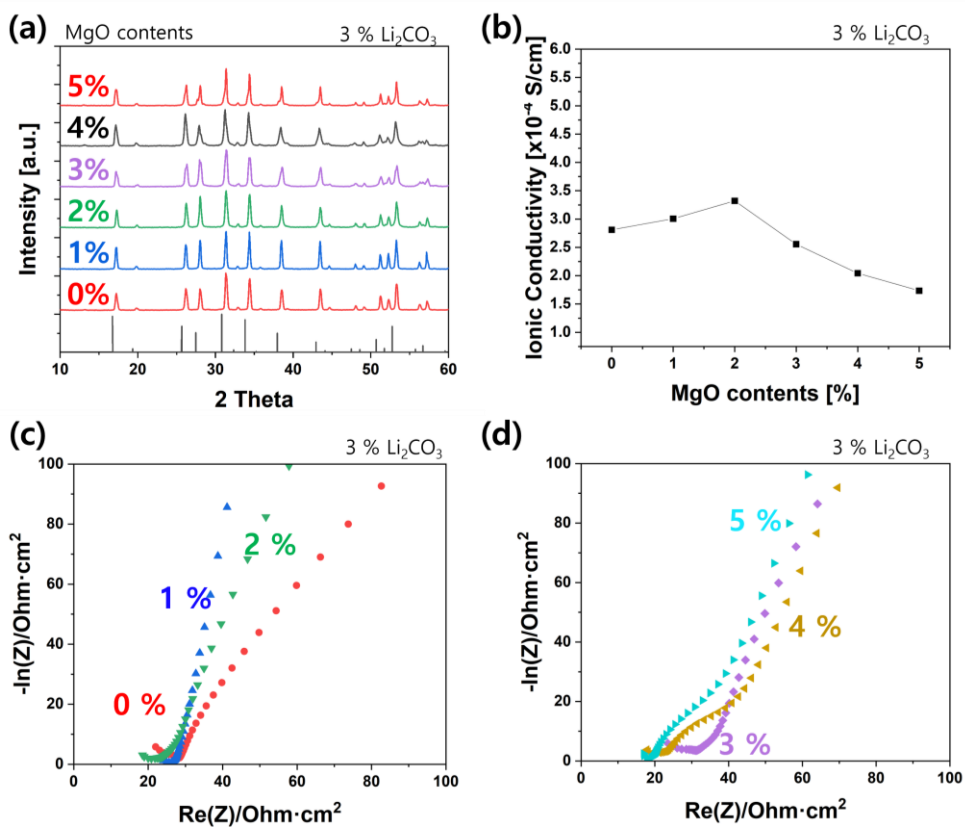 (a) MgO contents 3 % Li₂CO₃
5%
4%
3%
2%
1%
0%
Intensity [a.u.]
10 20 30 40 50 60
2 Theta
(b) 3 % Li₂CO₃
Ionic Conductivity [x10⁻⁴ S/cm]
6.0
5.5
5.0
4.5
4.0
3.5
3.0
2.5
2.0
1.5
1.0
0 1 2 3 4 5
MgO contents [%]
(c) 3 % Li₂CO₃
-In(Z)/Ohm·cm²
100
80
60
40
20
0
2 %
1 %
0 %
0 20 40 60 80 100
Re(Z)/Ohm·cm²
(d) 3 % Li₂CO₃
-In(Z)/Ohm·cm²
100
80
60
40
20
0
5 %
4 %
3 %
0 20 40 60 80 100
Re(Z)/Ohm·cm²